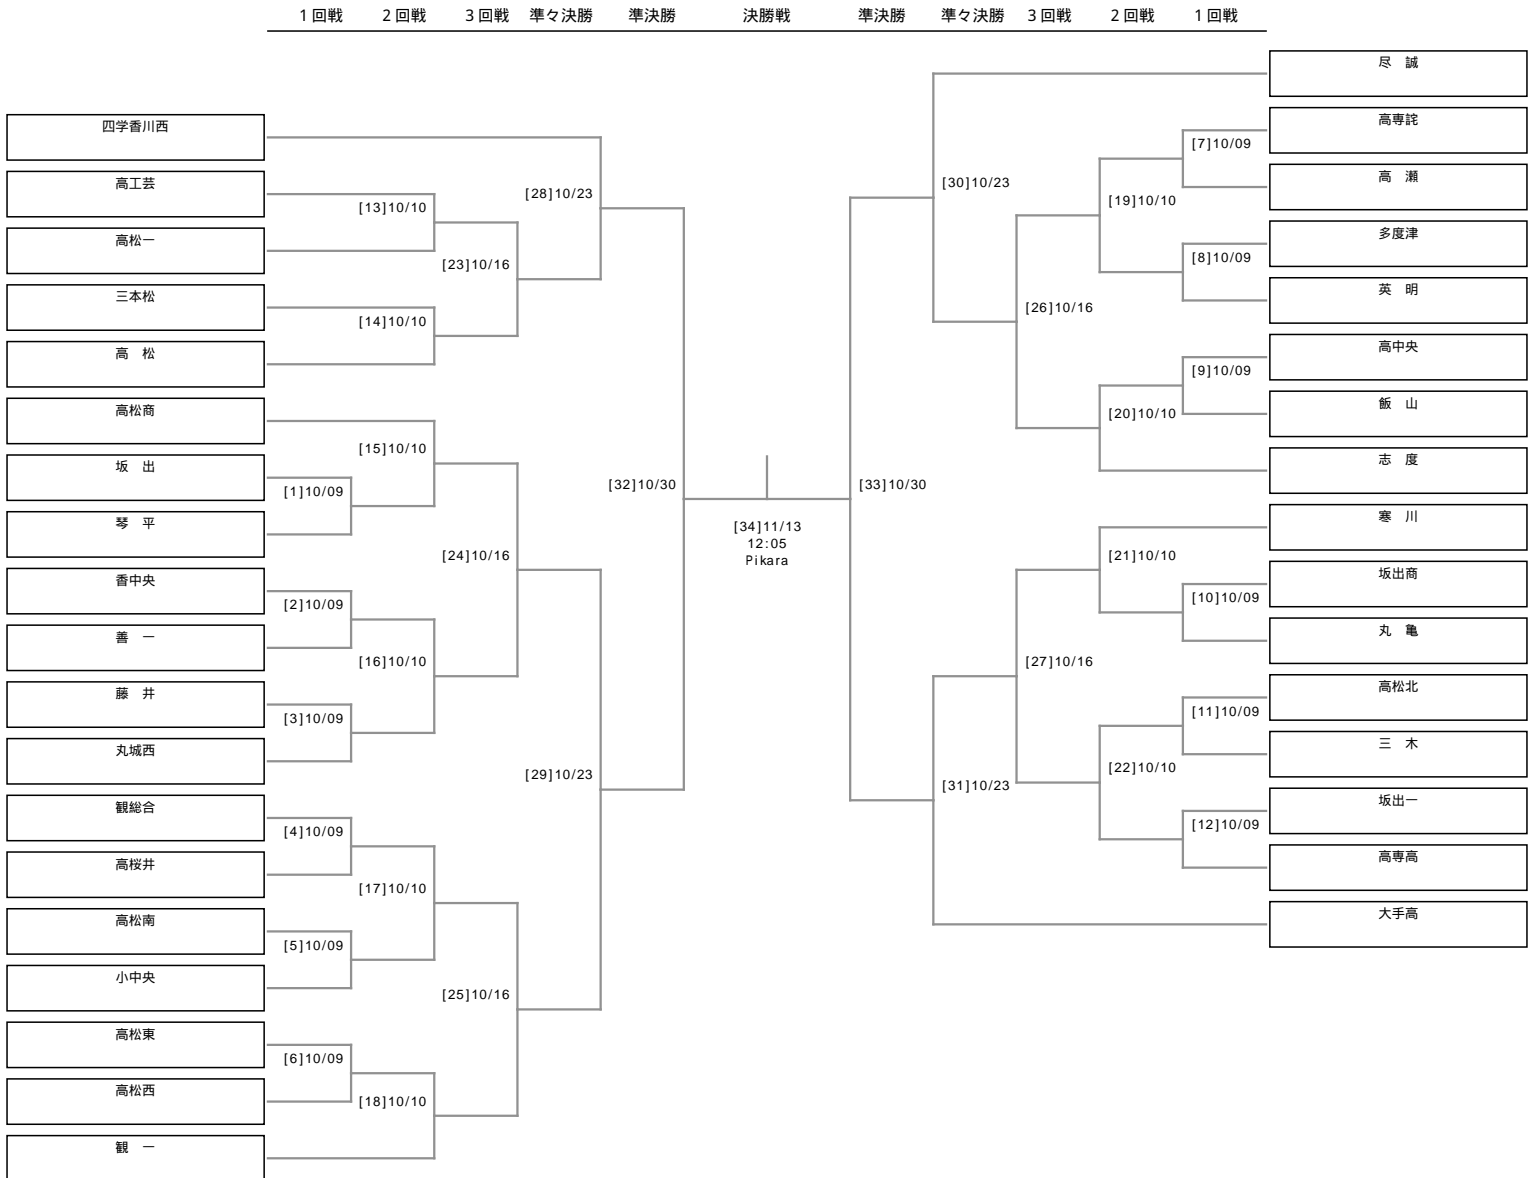 1回戦 2回戦 3回戦 準々決勝 準決勝 決勝戦 準決勝 準々決勝 3回戦 2回戦 1回戦
四学香川西
高工芸
[13]10/10
高松一
[28]10/23
[23]10/16
三本松
[14]10/10
高 松
高松商
[15]10/10
坂 出
[1]10/09
琴 平
[24]10/16
香中央
[2]10/09
善 一
[16]10/10
藤 井
[3]10/09
丸城西
[29]10/23
観総合
[4]10/09
高桜井
[17]10/10
高松南
[5]10/09
小中央
[25]10/16
高松東
[6]10/09
高松西
[18]10/10
観 一
[32]10/30
[34]11/13
12:05
Pikara
[33]10/30
尽 誠
[30]10/23
高専詫
[7]10/09
高 瀬
[19]10/10
多度津
[8]10/09
英 明
[26]10/16
高中央
[9]10/09
飯 山
[20]10/10
志 度
寒 川
[21]10/10
坂出商
[10]10/09
丸 亀
[27]10/16
高松北
[11]10/09
三 木
[22]10/10
[31]10/23
坂出一
[12]10/09
高専高
大手高